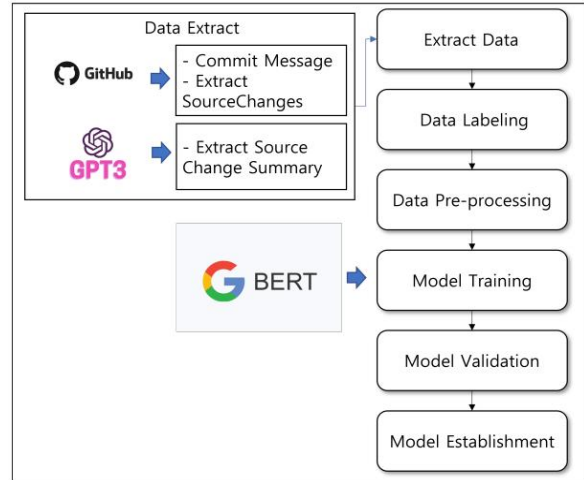 Data Extract
GitHub
- Commit Message
- Extract
SourceChanges
GPT3
- Extract Source
Change Summary
BERT
Extract Data
Data Labeling
Data Pre-processing
Model Training
Model Validation
Model Establishment